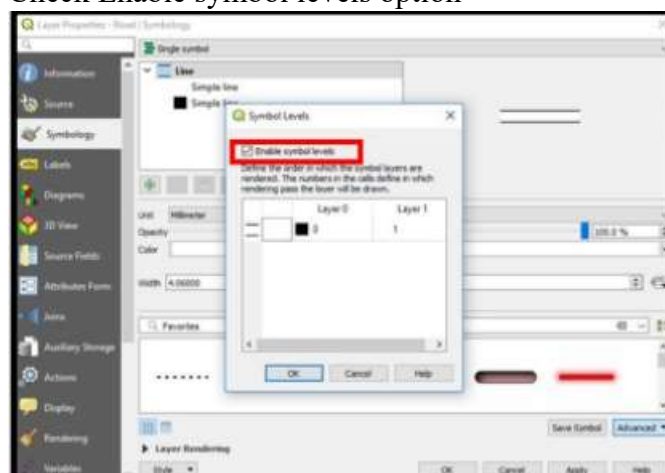 Check Enable symbol levels option
Layer Properties - Road | Symbology
Single symbol
Information
Source
Symbology
Labels
Diagrams
3D View
Source Fields
Attributes Form
Joins
Auxiliary Storage
Actions
Display
Rendering
Variables
Line
Simple line
Simple line
Unit Millimeter
Opacity
100.0 %
Color
Width 4.06000
Favorites
Save Symbol
Advanced
Layer Rendering
Style
OK
Cancel
Apply
Help
Symbol Levels
Enable symbol levels
Define the order in which the symbol layers are
rendered. The numbers in the cells define in which
rendering pass the layer will be drawn.
Layer 0
Layer 1
0
1
OK
Cancel
Help